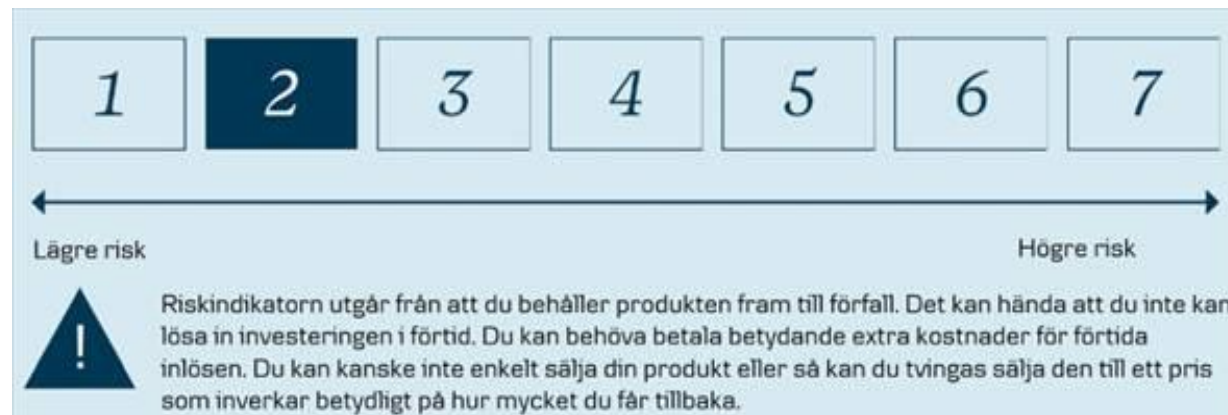 1 2 3 4 5 6 7
Lägre risk Högre risk
!
Riskindikatorn utgår från att du behåller produkten fram till förfall. Det kan hända att du inte kan
lösa in investeringen i förtid. Du kan behöva betala betydande extra kostnader för förtida
inlösen. Du kan kanske inte enkelt sälja din produkt eller så kan du tvingas sälja den till ett pris
som inverkar betydligt på hur mycket du får tillbaka.